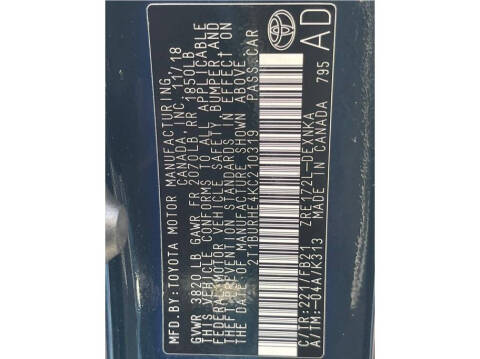 MFD.BY:TOYOTA MOTOR MANUFACTURING
CANADA, INC. 11/18
GVWR 3820 LB GAWR FR 2070LB RR 1850LB
THIS VEHICLE CONFORMS TO ALL APPLICABLE
FEDERAL MOTOR VEHICLE SAFETY, BUMPER AND
THEFT PREVENTION STANDARDS IN EFFECT ON
THE DATE OF MANUFACTURE SHOWN ABOVE.
2T1BURHE4KC210319 PASS.CAR
C/TR:221/FB21 ZRE172L-DEXNKA
A/TM:-04A/K313 MADE IN CANADA 795
AD